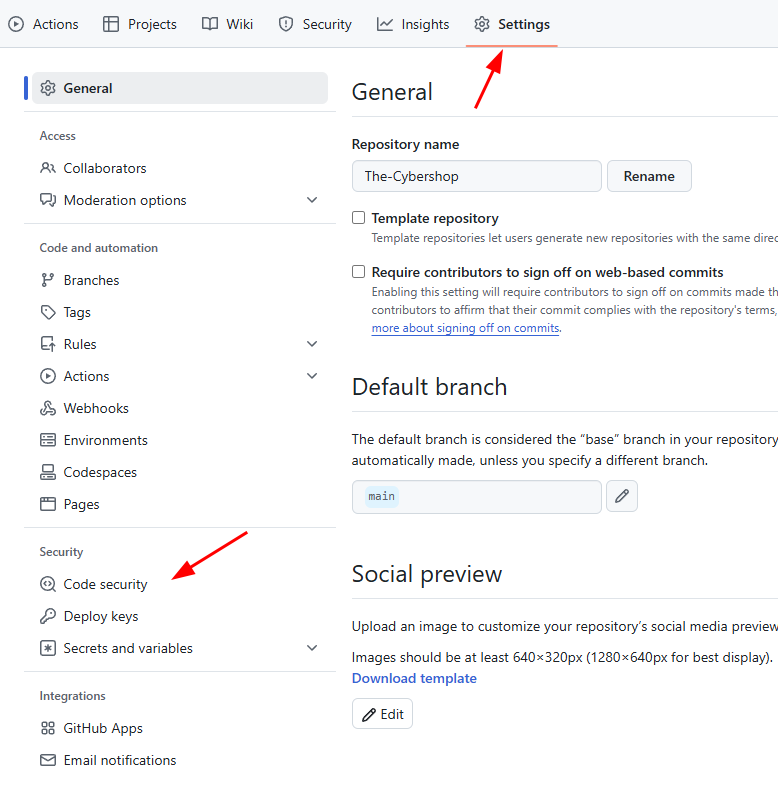 Actions
Projects
Wiki
Security
Insights
Settings
General
Access
Collaborators
Moderation options
Code and automation
Branches
Tags
Rules
Actions
Webhooks
Environments
Codespaces
Pages
Security
Code security
Deploy keys
Secrets and variables
Integrations
GitHub Apps
Email notifications
General
Repository name
The-Cybershop
Rename
Template repository
Template repositories let users generate new repositories with the same
Require contributors to sign off on web-based commits
Enabling this setting will require contributors to sign off on commits made
contributors to affirm that their commit complies with the repository's terms,
more about signing off on commits.
Default branch
The default branch is considered the “base” branch in your repository
automatically made, unless you specify a different branch.
main
Social preview
Upload an image to customize your repository’s social media preview
Images should be at least 640×320px (1280×640px for best display).
Download template
Edit